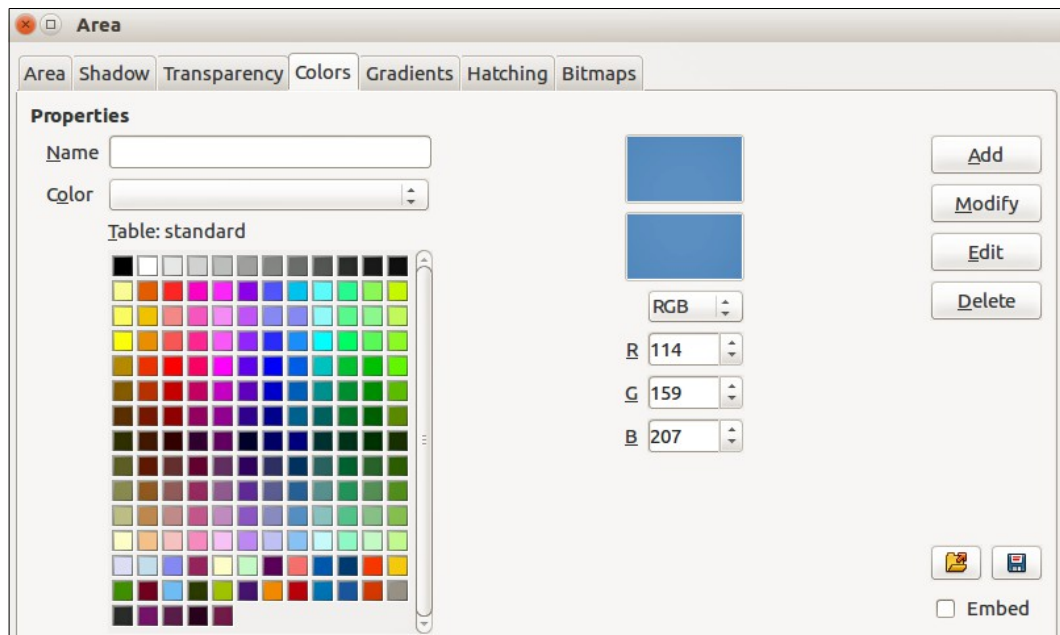 Area
Area Shadow Transparency Colors Gradients Hatching Bitmaps
Properties
Name
Color
Table: standard
Add
Modify
Edit
Delete
RGB
R 114
G 159
B 207
Embed